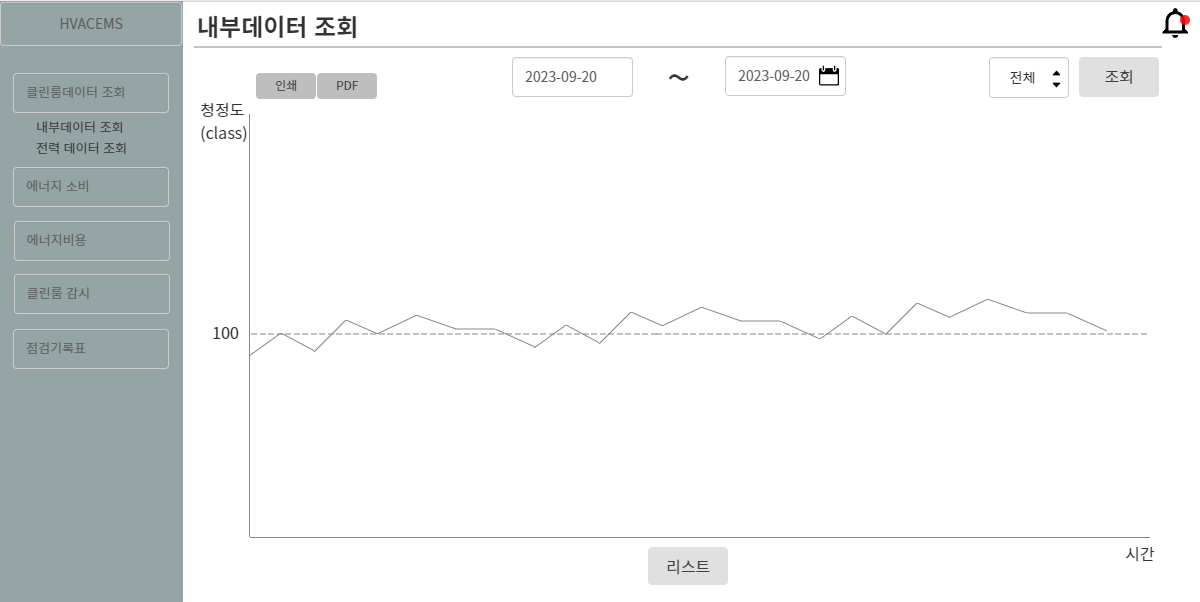 HVACEMS
클린룸데이터 조회
내부데이터 조회
전력 데이터 조회
에너지 소비
에너지비용
클린룸 감시
점검기록표
내부데이터 조회
인쇄
PDF
2023-09-20
～
2023-09-20
전체
조회
청정도
(class)
100
시간
리스트